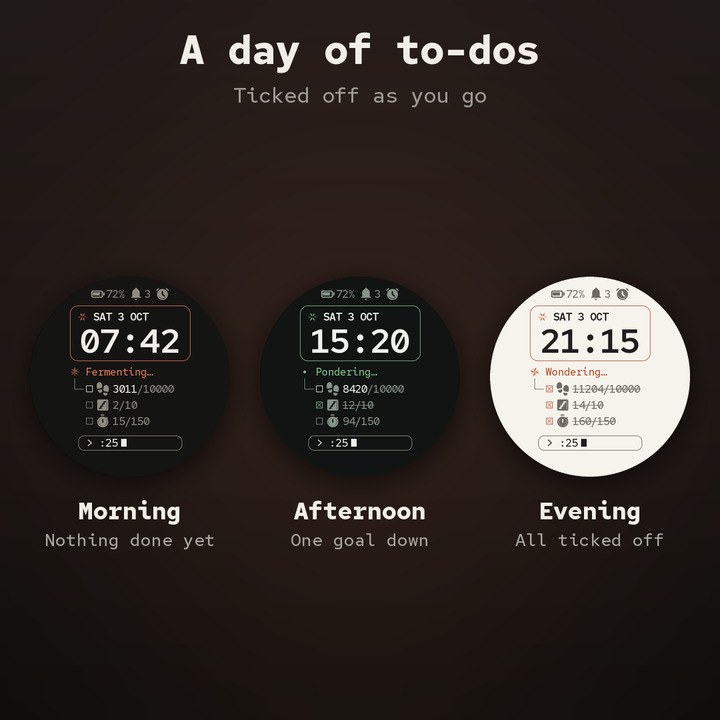 A day of to-dos
Ticked off as you go
72% 3
SAT 3 OCT
07:42
Fermenting…
3011/10000
2/10
15/150
> :25
Morning
Nothing done yet
72% 3
SAT 3 OCT
15:20
Pondering…
8420/10000
12/10
94/150
> :25
Afternoon
One goal down
72% 3
SAT 3 OCT
21:15
Wondering…
11204/10000
14/10
160/150
> :25
Evening
All ticked off